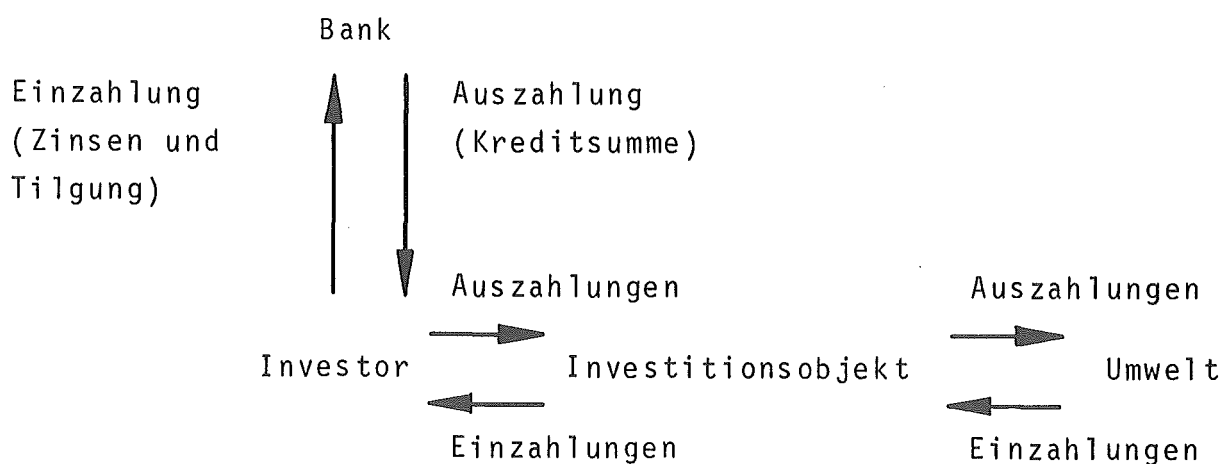 Bank
Einzahlung
(Zinsen und
Tilgung)
Auszahlung
(Kreditsumme)
Auszahlungen
Auszahlungen
Investor
Investitionsobjekt
Umwelt
Einzahlungen
Einzahlungen